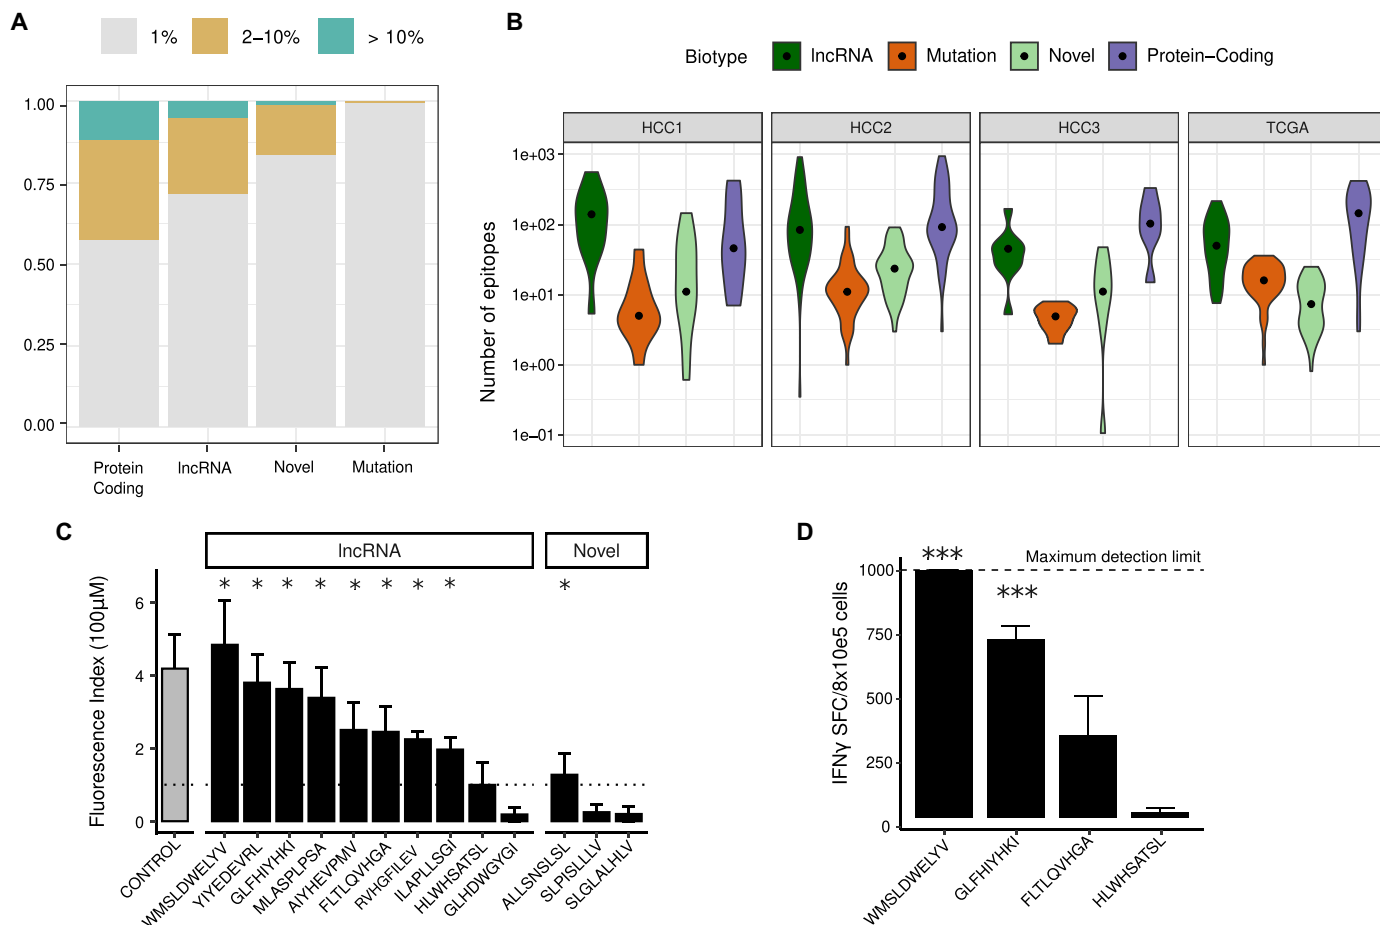 A
1%
2–10%
> 10%
1.00
0.75
0.50
0.25
0.00
Protein
Coding
lncRNA
Novel
Mutation
B
Biotype
lncRNA
Mutation
Novel
Protein–Coding
HCC1
HCC2
HCC3
TCGA
Number of epitopes
1e+03
1e+02
1e+01
1e+00
1e–01
C
lncRNA
Novel
Fluorescence Index (100µM)
* * * * * * * * *
6
4
2
0
CONTROL
WMSLDWELYV
YIYEDEVRL
GLFHIYHKI
MLASPLPSA
AIYHEVPMV
FLTLQVHGA
RVHGFILEV
ILAPLLSGI
HLWHSATSL
GLHDWGYGI
ALLSNSLSL
SLPISLLLV
SLGLALHLV
D
IFNγ SFC/8x10e5 cells
Maximum detection limit
***
***
1000
750
500
250
0
WMSLDWELYV
GLFHIYHKI
FLTLQVHGA
HLWHSATSL